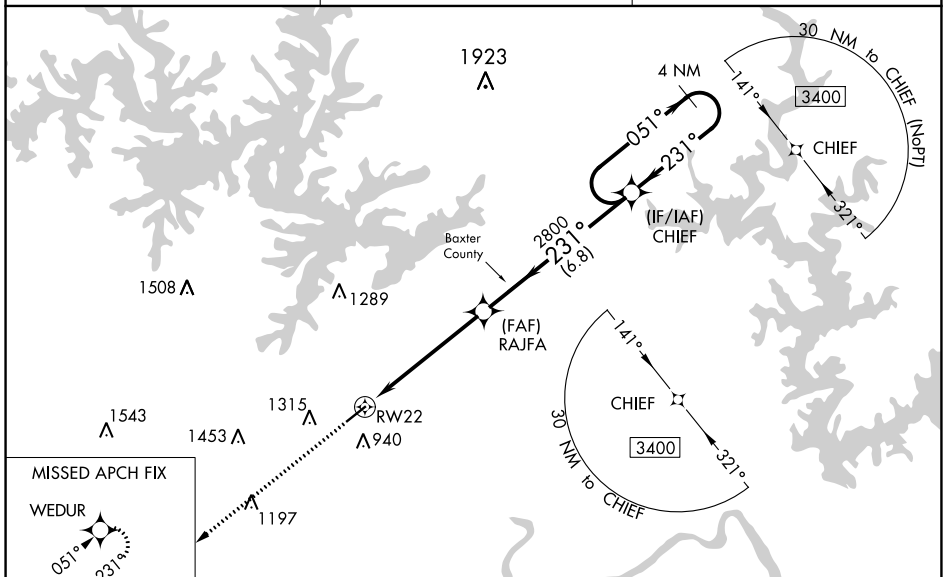 1923
4 NM
30 NM to CHIEF (NoPT)
141°
3400
CHIEF
321°
051°
231°
(IF/IAF)
CHIEF
2800
231°
(6.8)
Baxter
County
1508
1289
(FAF)
RAJFA
141°
CHIEF
3400
321°
30 NM to CHIEF
1543
1453
1315
RW22
940
1197
MISSED APCH FIX
WEDUR
051°
231°